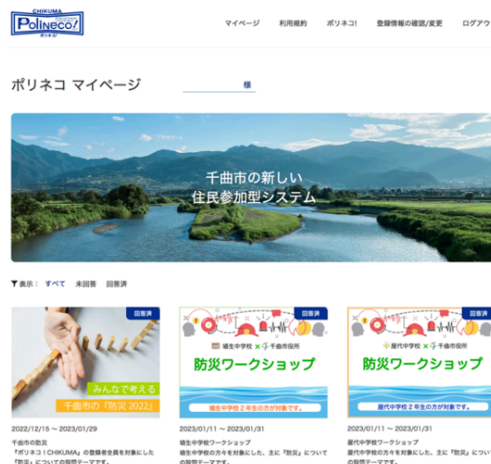 CHIKUMA
POLINECO!
ポリネコ!
マイページ
利用規約
ポリネコ!
登録情報の確認/変更
ログアウ
ポリネコ マイページ
様
千曲市の新しい
住民参加型システム
表示：
すべて
未回答
回答済
みんなで考える
千曲市の「防災 2022」
2022/12/15 ～ 2023/01/29
千曲市の防災
『ポリネコ！CHIKUMA』の登録者全員を対象にした
「防災」についての設問テーマです。
回答済
埴生中学校 × 千曲市役所
防災ワークショップ
埴生中学校 2 年生の方が対象です。
2023/01/11 ～ 2023/01/31
埴生中学校ワークショップ
埴生中学校の方々を対象にした、主に『防災』について
の設問テーマです。
回答済
屋代中学校 × 千曲市役所
防災ワークショップ
屋代中学校 2 年生の方が対象です。
2023/01/11 ～ 2023/01/31
屋代中学校ワークショップ
屋代中学校の方々を対象にした、主に『防災』について
の設問テーマです。